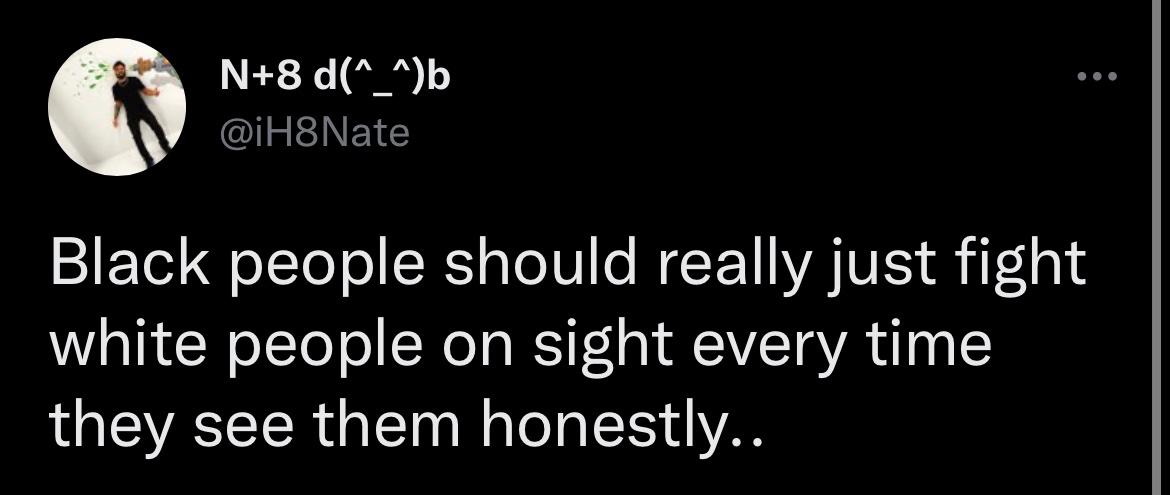 N+8 d(^_^)b
@iH8Nate
Black people should really just fight
white people on sight every time
they see them honestly..